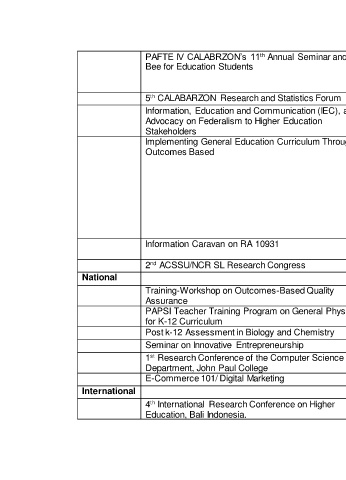 PAFTE IV CALABRZON's 11th Annual Seminar and
Bee for Education Students
5th CALABARZON Research and Statistics Forum
Information, Education and Communication (IEC), a
Advocacy on Federalism to Higher Education
Stakeholders
Implementing General Education Curriculum Throu
Outcomes Based
Information Caravan on RA 10931
2nd ACSSU/NCR SL Research Congress
National
Training-Workshop on Outcomes-Based Quality
Assurance
PAPSI Teacher Training Program on General Phys
for K-12 Curriculum
Post k-12 Assessment in Biology and Chemistry
Seminar on Innovative Entrepreneurship
1st Research Conference of the Computer Science
Department, John Paul College
E-Commerce 101/ Digital Marketing
International
4th International Research Conference on Higher
Education, Bali Indonesia.